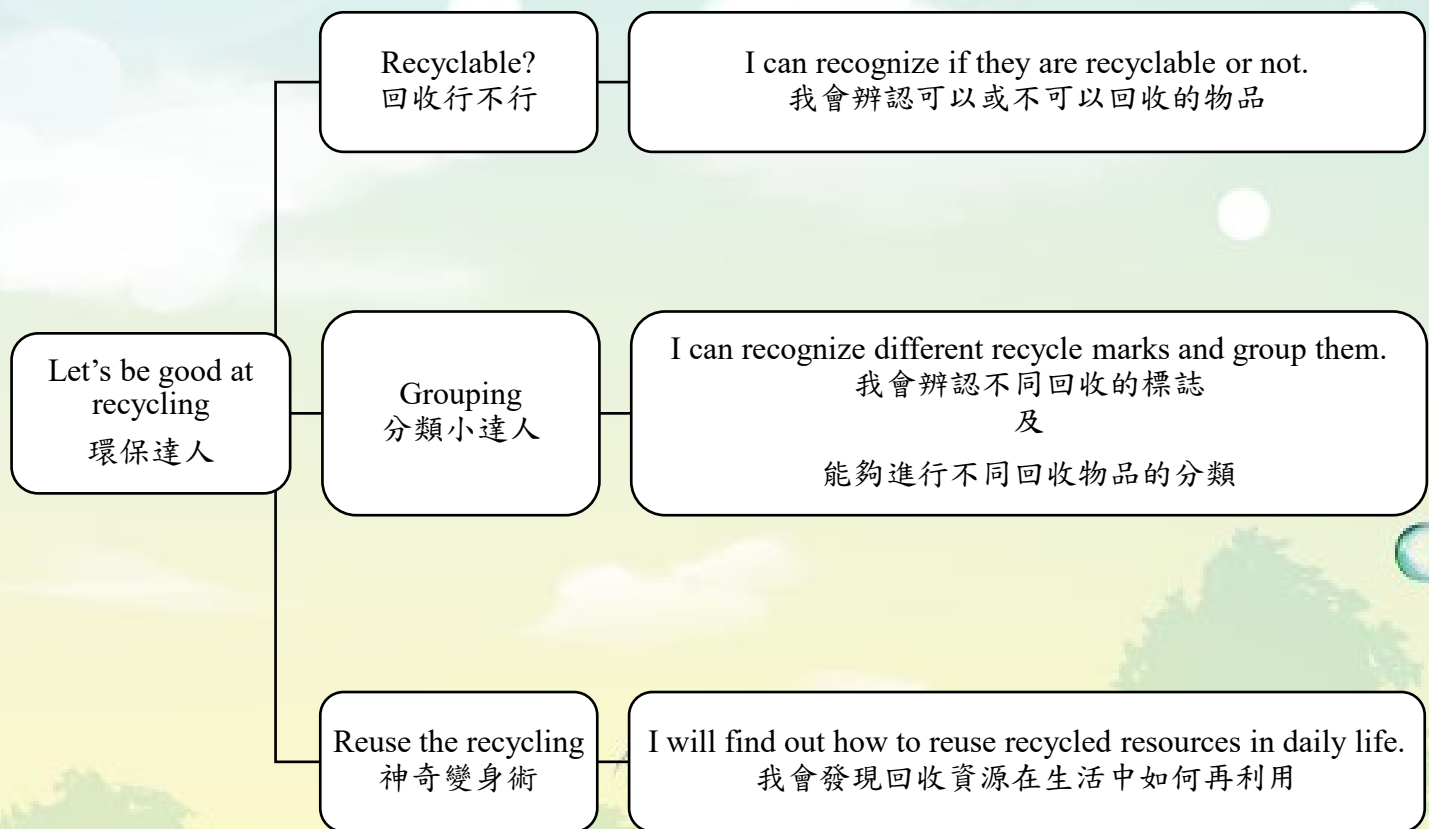 Let’s be good at
recycling
環保達人
Recyclable?
回收行不行
I can recognize if they are recyclable or not.
我會辨認可以或不可以回收的物品
Grouping
分類小達人
I can recognize different recycle marks and group them.
我會辨認不同回收的標誌
及
能夠進行不同回收物品的分類
Reuse the recycling
神奇變身術
I will find out how to reuse recycled resources in daily life.
我會發現回收資源在生活中如何再利用